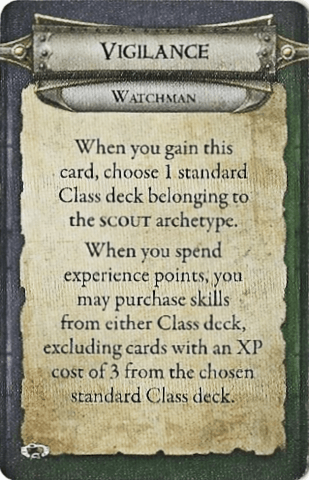 VIGILANCE
WATCHMAN
When you gain this
card, choose 1 standard
Class deck belonging to
the SCOUT archetype.
When you spend
experience points, you
may purchase skills
from either Class deck,
excluding cards with an XP
cost of 3 from the chosen
standard Class deck.